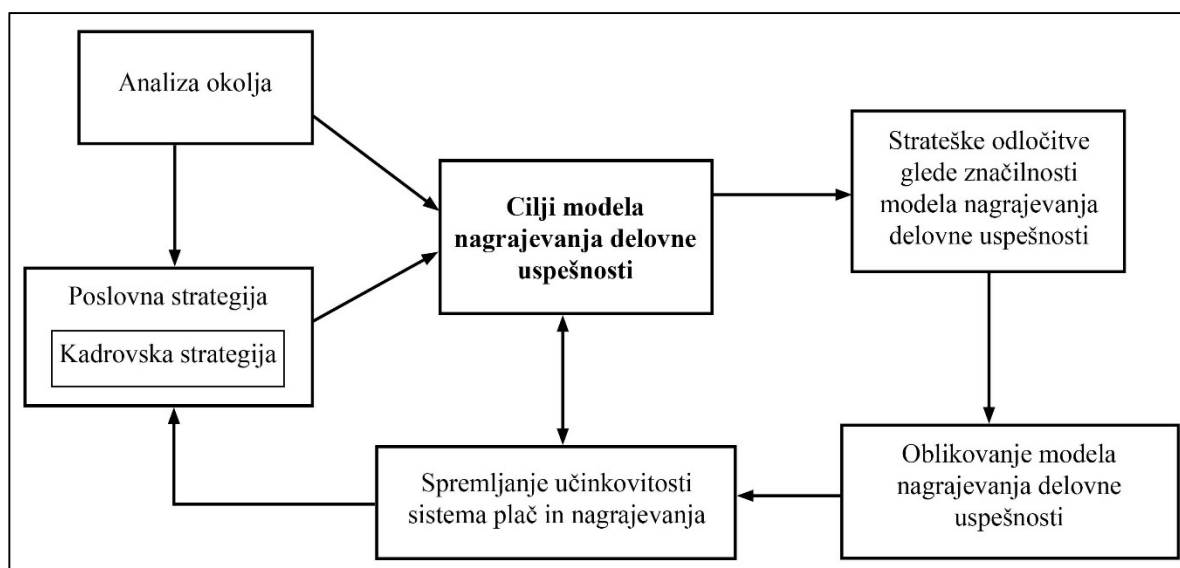 Analiza okolja
Poslovna strategija
Kadrovska strategija
Cilji modela
nagrajevanja delovne
uspešnosti
Strateške odločitve
glede značilnosti
modela nagrajevanja
delovne uspešnosti
Oblikovanje modela
nagrajevanja delovne
uspešnosti
Spremljanje učinkovitosti
sistema plač in nagrajevanja